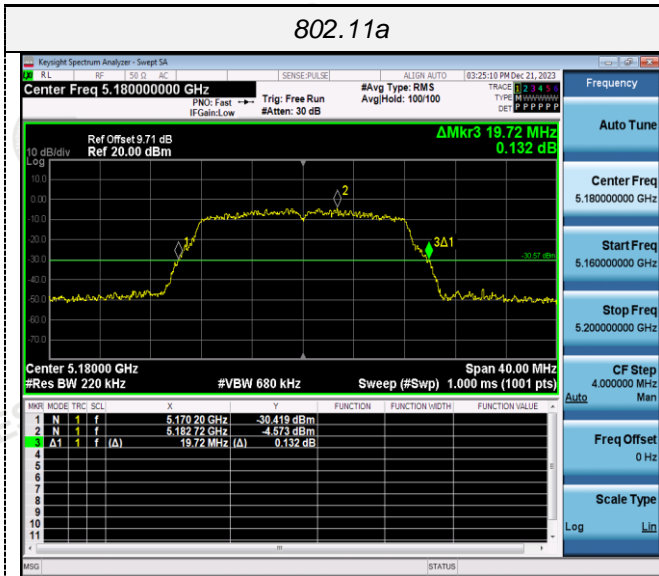 802.11a
Keysight Spectrum Analyzer - Swept SA
RL RF 50 Ω AC SENSE:PULSE ALIGN AUTO 03:25:10 PM Dec 21, 2023
Center Freq 5.180000000 GHz
PNO: Fast
IFGain:Low
Trig: Free Run
#Atten: 30 dB
#Avg Type: RMS
Avg|Hold: 100/100
TRACE 1 2 3 4 5 6
TYPE M W W W W W
DET P P P P P P
Ref Offset 9.71 dB
Ref 20.00 dBm
10 dB/div
Log
ΔMkr3 19.72 MHz
0.132 dB
10.0
0.00
-10.0
-20.0
-30.0
-40.0
-50.0
-60.0
-70.0
1
2
3Δ1
-30.57 dBm
Center 5.18000 GHz
Span 40.00 MHz
#Res BW 220 kHz
#VBW 680 kHz
Sweep (#Swp) 1.000 ms (1001 pts)
MKR MODE TRC SCL X Y FUNCTION FUNCTION WIDTH FUNCTION VALUE
1 N 1 f 5.170 20 GHz -30.419 dBm
2 N 1 f 5.182 72 GHz -4.573 dBm
3 Δ1 1 f (Δ) 19.72 MHz (Δ) 0.132 dB
4
5
6
7
8
9
10
11
MSG
STATUS
Frequency
Auto Tune
Center Freq
5.180000000 GHz
Start Freq
5.160000000 GHz
Stop Freq
5.200000000 GHz
CF Step
4.000000 MHz
Auto Man
Freq Offset
0 Hz
Scale Type
Log Lin